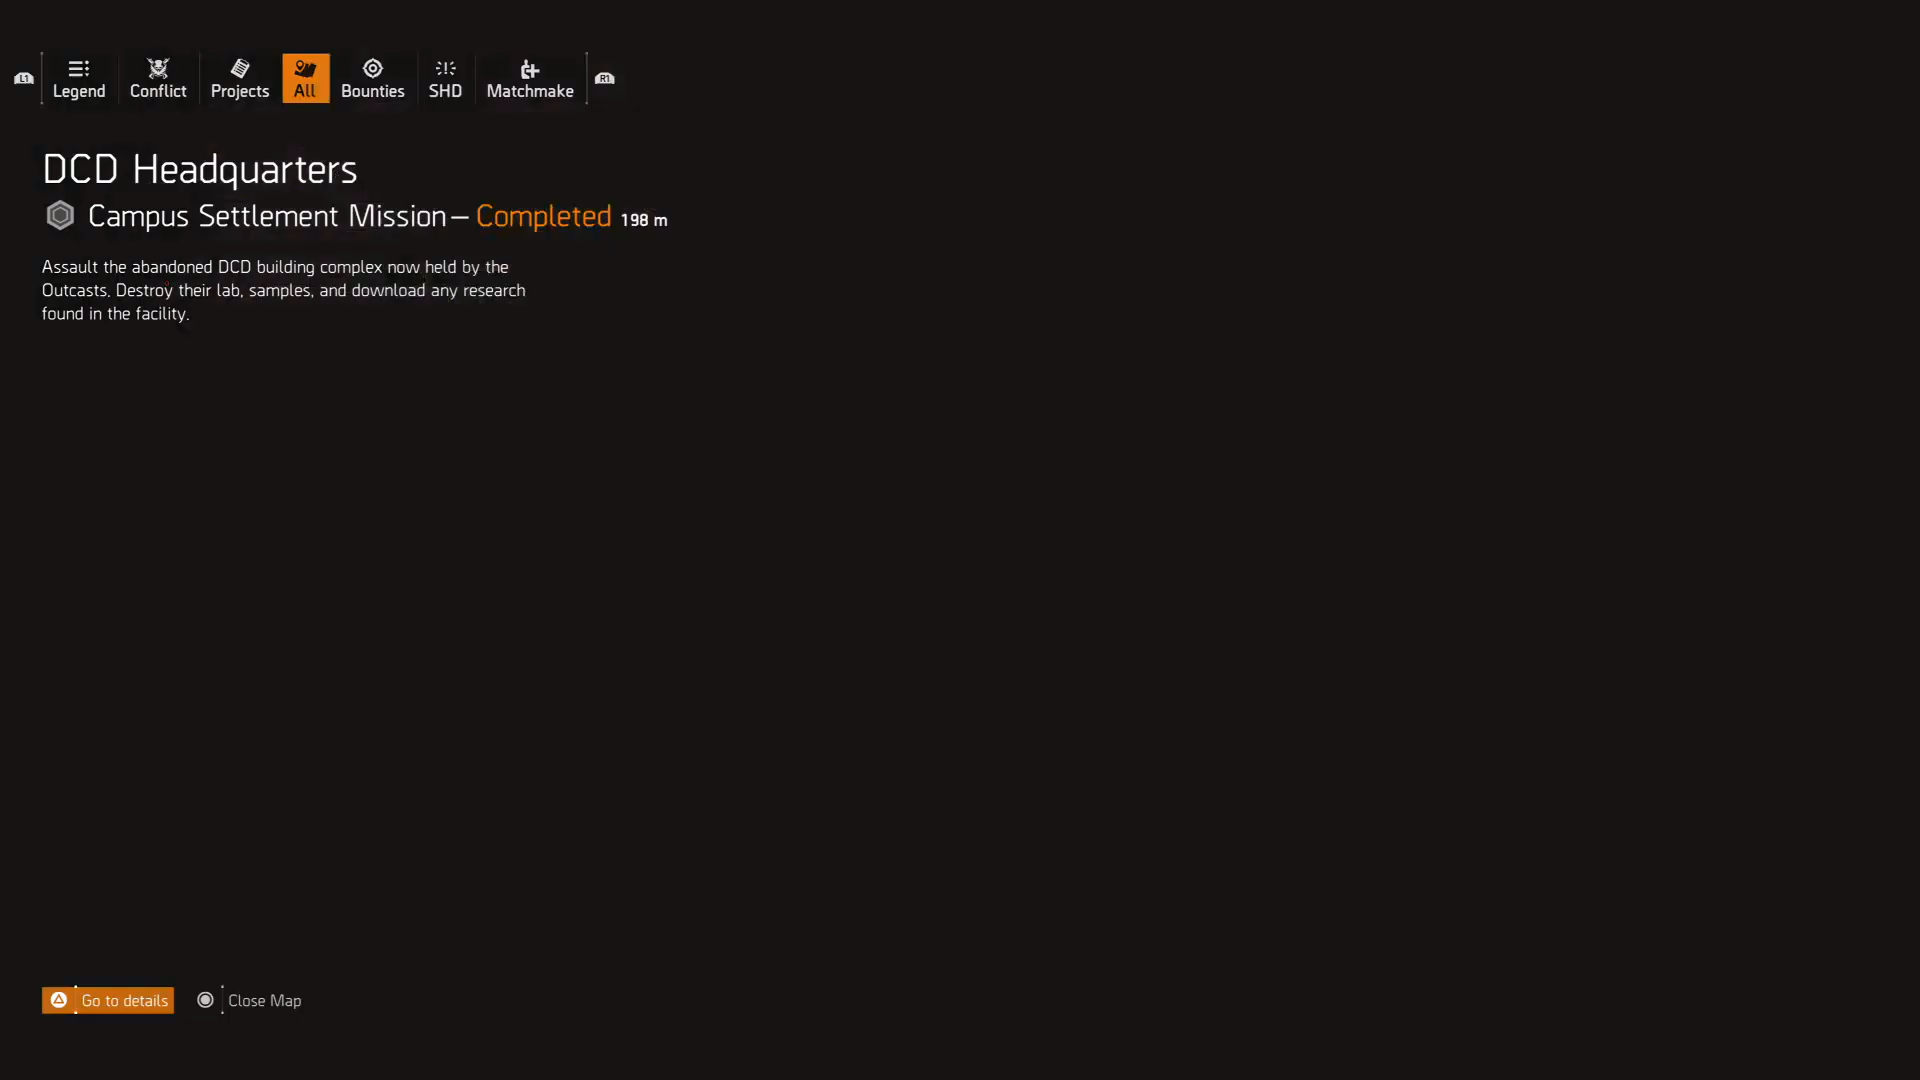 L1 Legend Conflict Projects All Bounties SHD Matchmake R1
DCD Headquarters
Campus Settlement Mission – Completed 198 m
Assault the abandoned DCD building complex now held by the
Outcasts. Destroy their lab, samples, and download any research
found in the facility.
Go to details Close Map